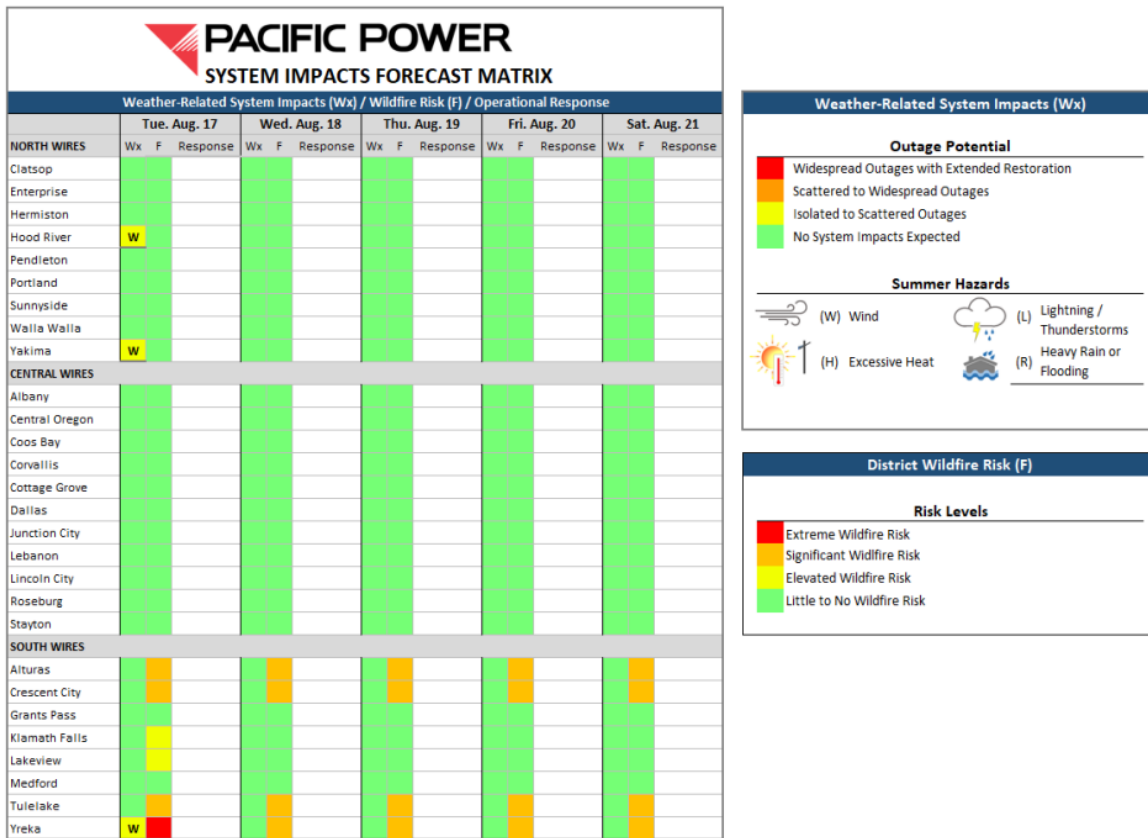 PACIFIC POWER
SYSTEM IMPACTS FORECAST MATRIX
Weather-Related System Impacts (Wx) / Wildfire Risk (F) / Operational Response
Tue. Aug. 17 Wed. Aug. 18 Thu. Aug. 19 Fri. Aug. 20 Sat. Aug. 21
NORTH WIRES Wx F Response Wx F Response Wx F Response Wx F Response Wx F Response
Clatsop
Enterprise
Hermiston
Hood River W
Pendleton
Portland
Sunnyside
Walla Walla
Yakima W
CENTRAL WIRES
Albany
Central Oregon
Coos Bay
Corvallis
Cottage Grove
Dallas
Junction City
Lebanon
Lincoln City
Roseburg
Stayton
SOUTH WIRES
Alturas
Crescent City
Grants Pass
Klamath Falls
Lakeview
Medford
Tulelake
Yreka W
Weather-Related System Impacts (Wx)
Outage Potential
Widespread Outages with Extended Restoration
Scattered to Widespread Outages
Isolated to Scattered Outages
No System Impacts Expected
Summer Hazards
(W) Wind
(L) Lightning /
Thunderstorms
(H) Excessive Heat
(R) Heavy Rain or
Flooding
District Wildfire Risk (F)
Risk Levels
Extreme Wildfire Risk
Significant Widlfire Risk
Elevated Wildfire Risk
Little to No Wildfire Risk